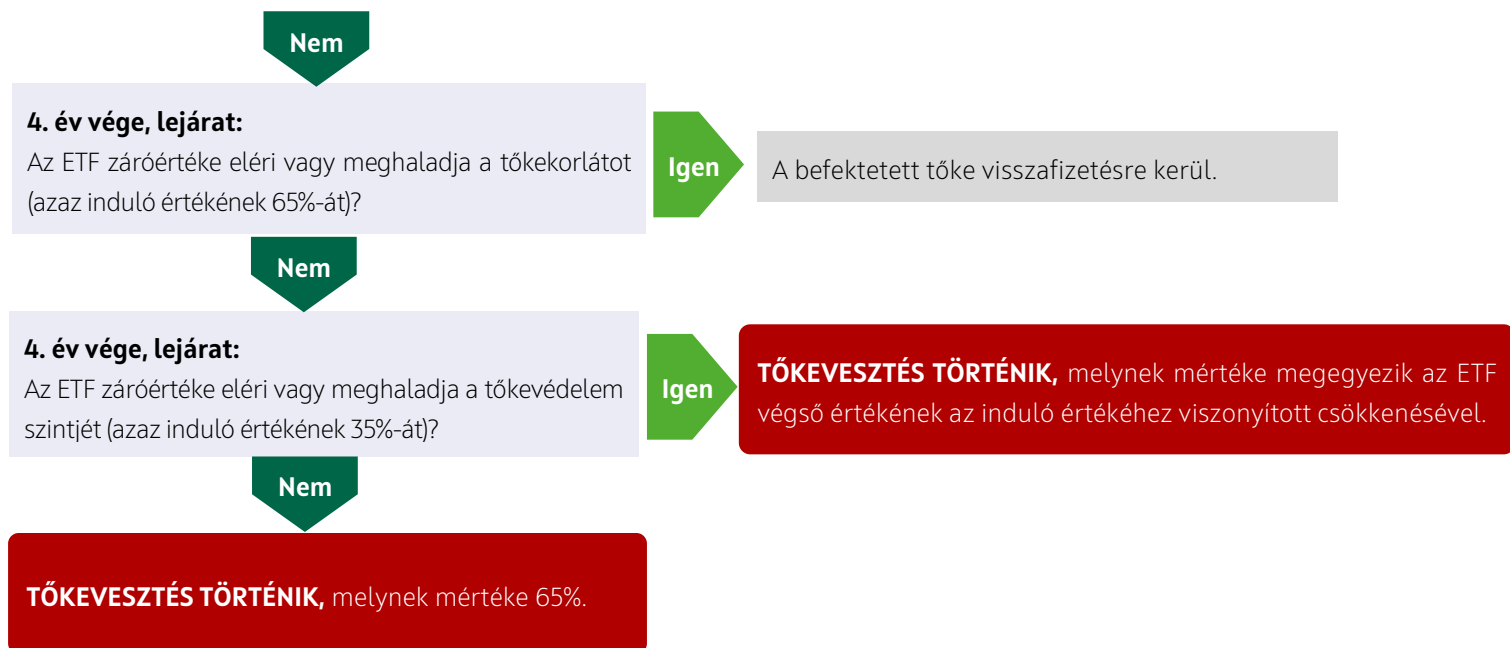 Nem
4. év vége, lejárat:
Az ETF záróértéke eléri vagy meghaladja a tőkekorlátot
(azaz induló értékének 65%-át)?
Igen
A befektetett tőke visszafizetésre kerül.
Nem
4. év vége, lejárat:
Az ETF záróértéke eléri vagy meghaladja a tőkevédelem
szintjét (azaz induló értékének 35%-át)?
Igen
TŐKEVESZTÉS TÖRTÉNIK, melynek mértéke megegyezik az ETF
végső értékének az induló értékéhez viszonyított csökkenésével.
Nem
TŐKEVESZTÉS TÖRTÉNIK, melynek mértéke 65%.